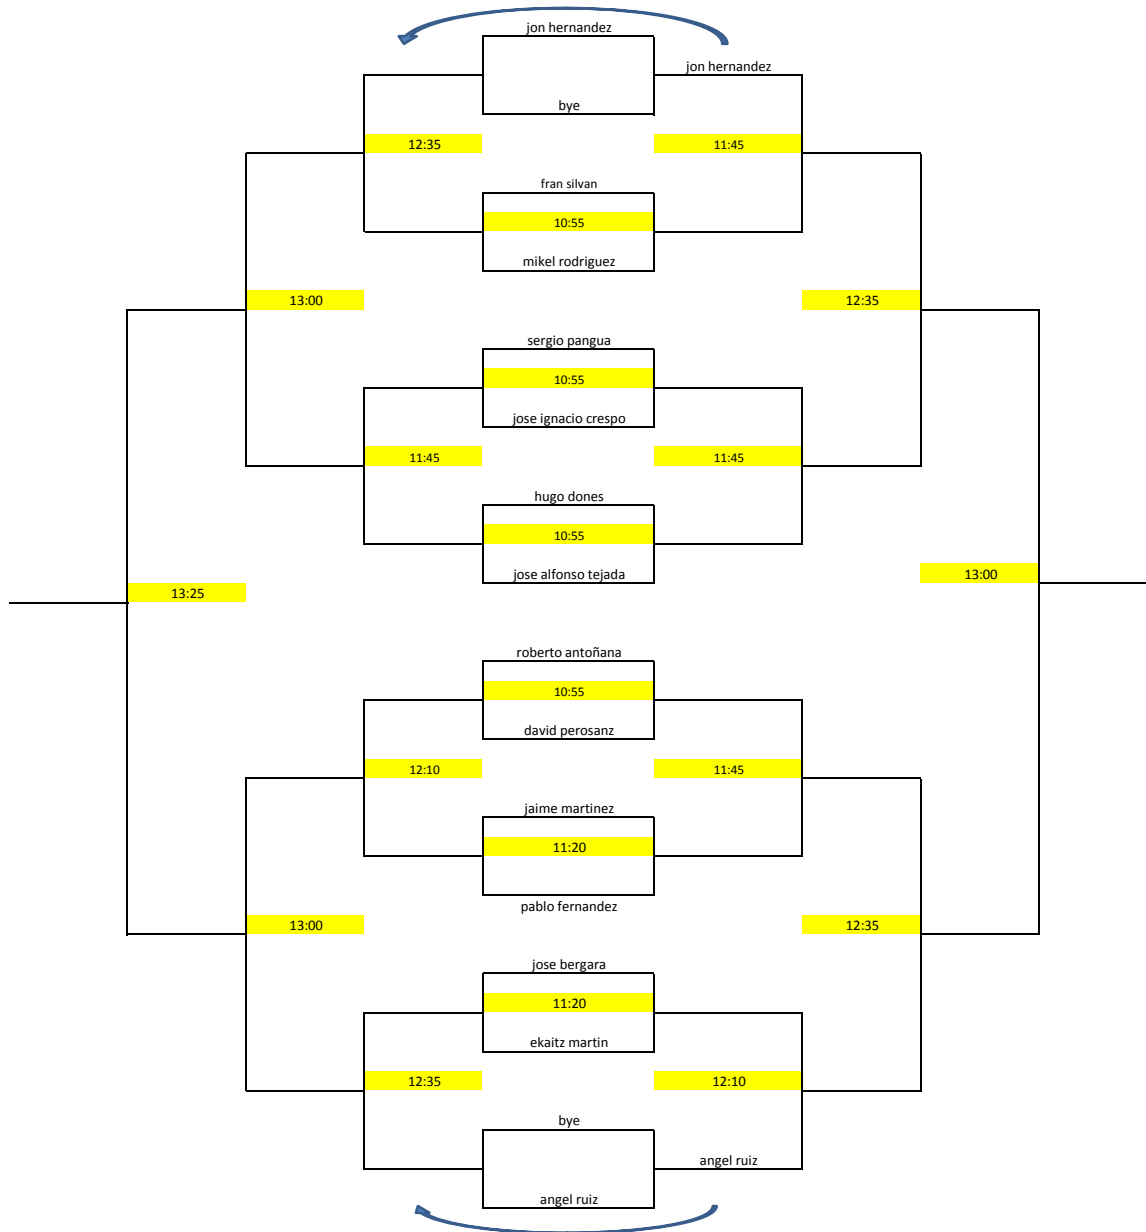 jon hernandez
jon hernandez
bye
12:35
11:45
fran silvan
10:55
mikel rodriguez
13:00
12:35
sergio pangua
10:55
jose ignacio crespo
11:45
11:45
hugo dones
10:55
jose alfonso tejada
13:25
13:00
roberto antoñana
10:55
david perosanz
12:10
11:45
jaime martinez
11:20
pablo fernandez
13:00
12:35
jose bergara
11:20
ekaitz martin
12:35
12:10
bye
angel ruiz
angel ruiz